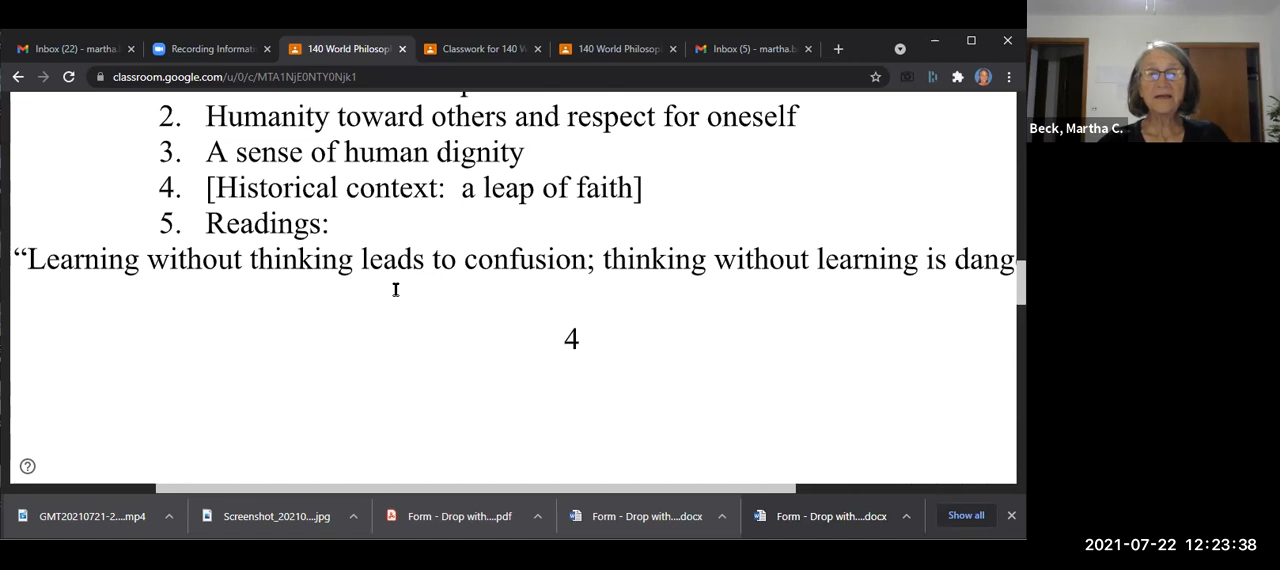 Inbox (22) - martha.
Recording Informati
140 World Philosop
Classwork for 140 W
140 World Philosop
Inbox (5) - martha.b
classroom.google.com/u/0/c/MTA1NjE0NTY0Njk1
2. Humanity toward others and respect for oneself
3. A sense of human dignity
4. [Historical context: a leap of faith]
5. Readings:
“Learning without thinking leads to confusion; thinking without learning is dang
4
GMT20210721-2....mp4
Screenshot_20210....jpg
Form - Drop with....pdf
Form - Drop with....docx
Form - Drop with....docx
Show all
Beck, Martha C.
2021-07-22 12:23:38